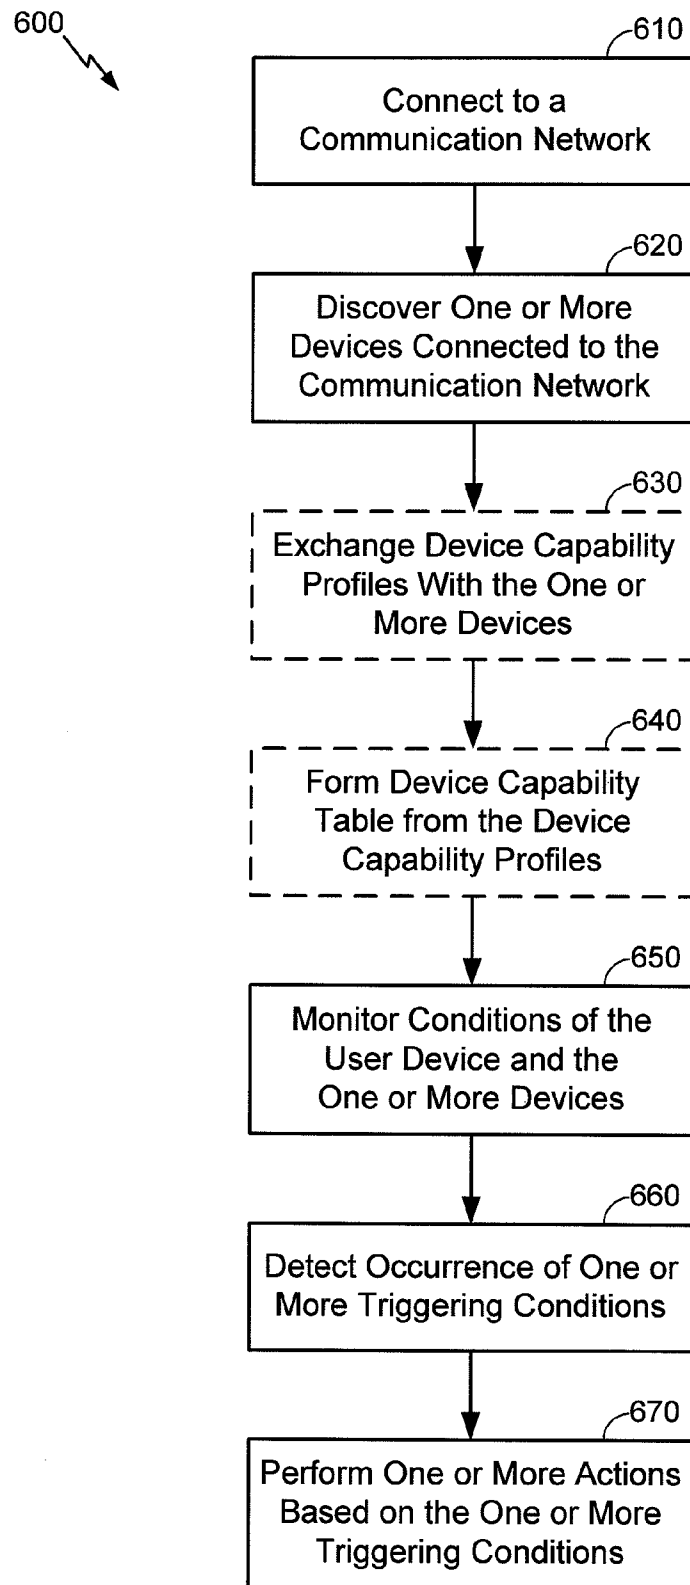 600
610
Connect to a
Communication Network
620
Discover One or More
Devices Connected to the
Communication Network
630
Exchange Device Capability
Profiles With the One or
More Devices
640
Form Device Capability
Table from the Device
Capability Profiles
650
Monitor Conditions of the
User Device and the
One or More Devices
660
Detect Occurrence of One or
More Triggering Conditions
670
Perform One or More Actions
Based on the One or More
Triggering Conditions